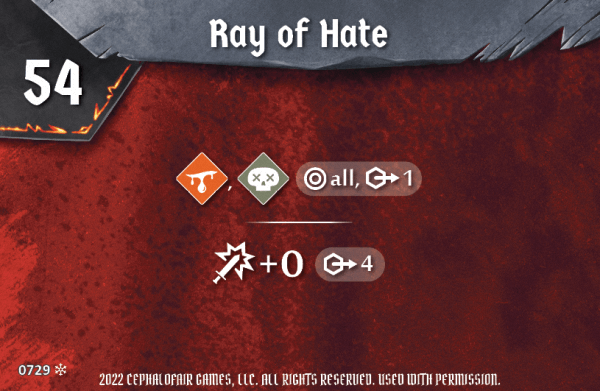 Ray of Hate
54
, all, 1
+0 4
0729
2022 CEPHALOFAIR GAMES, LLC. ALL RIGHTS RESERVED. USED WITH PERMISSION.